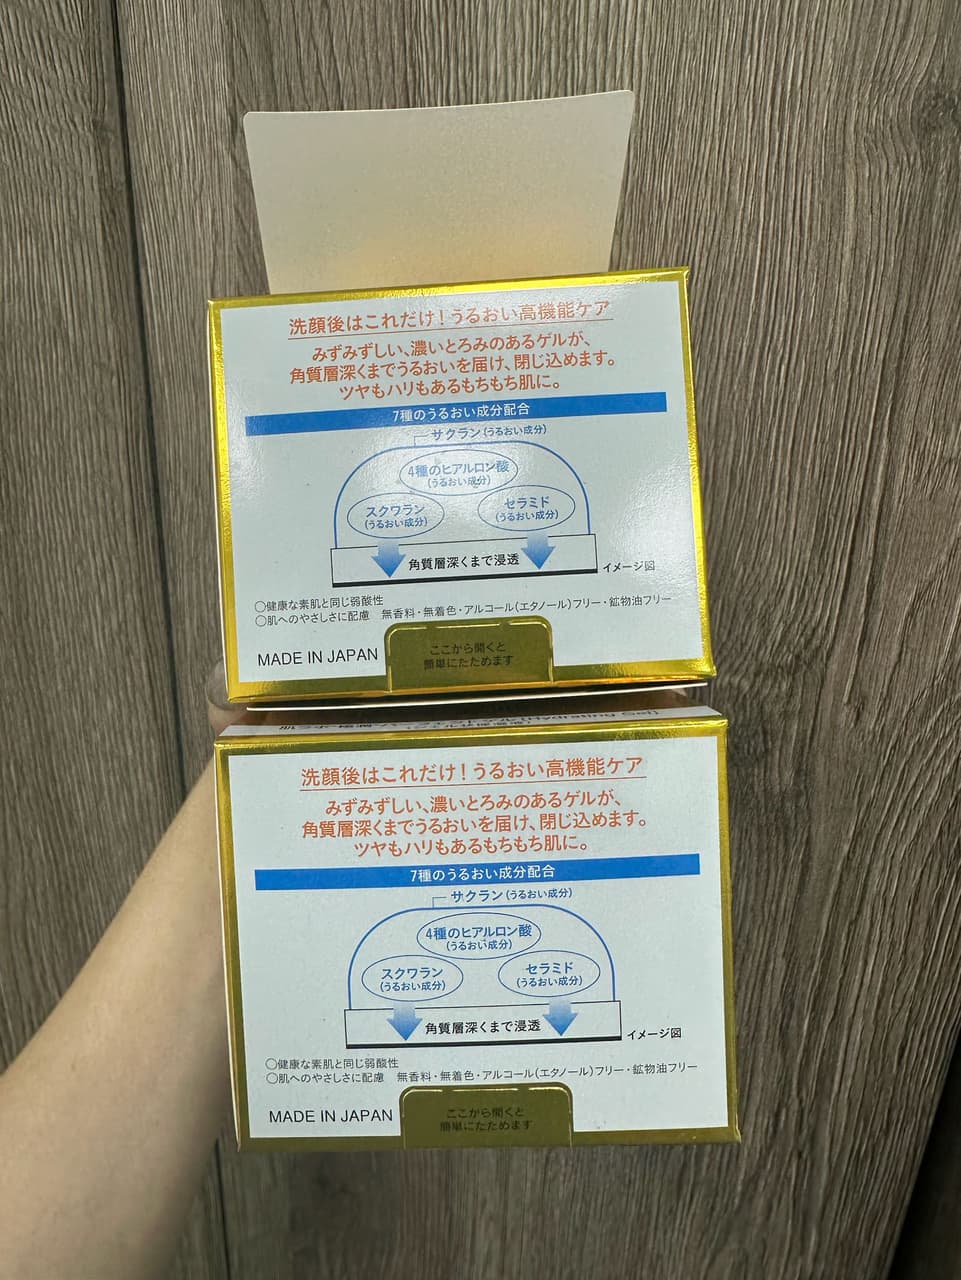 洗顔後はこれだけ！うるおい高機能ケア
みずみずしい、濃いとろみのあるゲルが、
角質層深くまでうるおいを届け、閉じ込めます。
ツヤもハリもあるもちもち肌に。
7種のうるおい成分配合
サクラン(うるおい成分)
4種のヒアルロン酸
(うるおい成分)
スクワラン
(うるおい成分)
セラミド
(うるおい成分)
角質層深くまで浸透
イメージ図
○健康な素肌と同じ弱酸性
○肌へのやさしさに配慮 無香料・無着色・アルコール(エタノール)フリー・鉱物油フリー
MADE IN JAPAN
ここから開くと
簡単にたためます
洗顔後はこれだけ！うるおい高機能ケア
みずみずしい、濃いとろみのあるゲルが、
角質層深くまでうるおいを届け、閉じ込めます。
ツヤもハリもあるもちもち肌に。
7種のうるおい成分配合
サクラン(うるおい成分)
4種のヒアルロン酸
(うるおい成分)
スクワラン
(うるおい成分)
セラミド
(うるおい成分)
角質層深くまで浸透
イメージ図
○健康な素肌と同じ弱酸性
○肌へのやさしさに配慮 無香料・無着色・アルコール(エタノール)フリー・鉱物油フリー
MADE IN JAPAN
ここから開くと
簡単にたためます